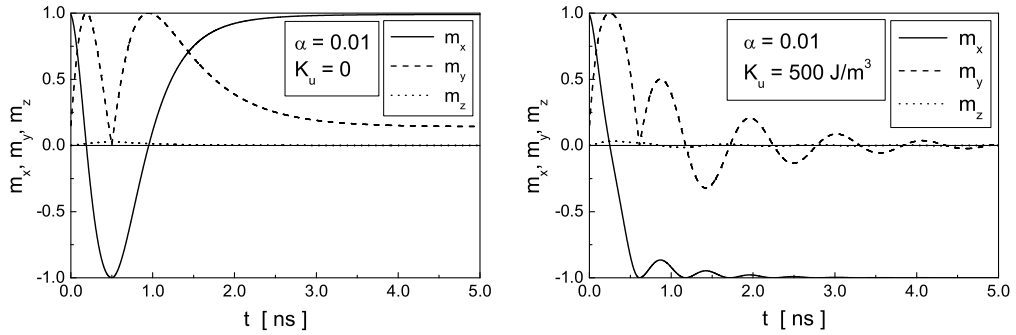 α = 0.01
K_u = 0
m_x
m_y
m_z
m_x, m_y, m_z
1.0
0.5
0.0
-0.5
-1.0
0.0 1.0 2.0 3.0 4.0 5.0
t [ ns ]
α = 0.01
K_u = 500 J/m³
m_x
m_y
m_z
m_x, m_y, m_z
1.0
0.5
0.0
-0.5
-1.0
0.0 1.0 2.0 3.0 4.0 5.0
t [ ns ]